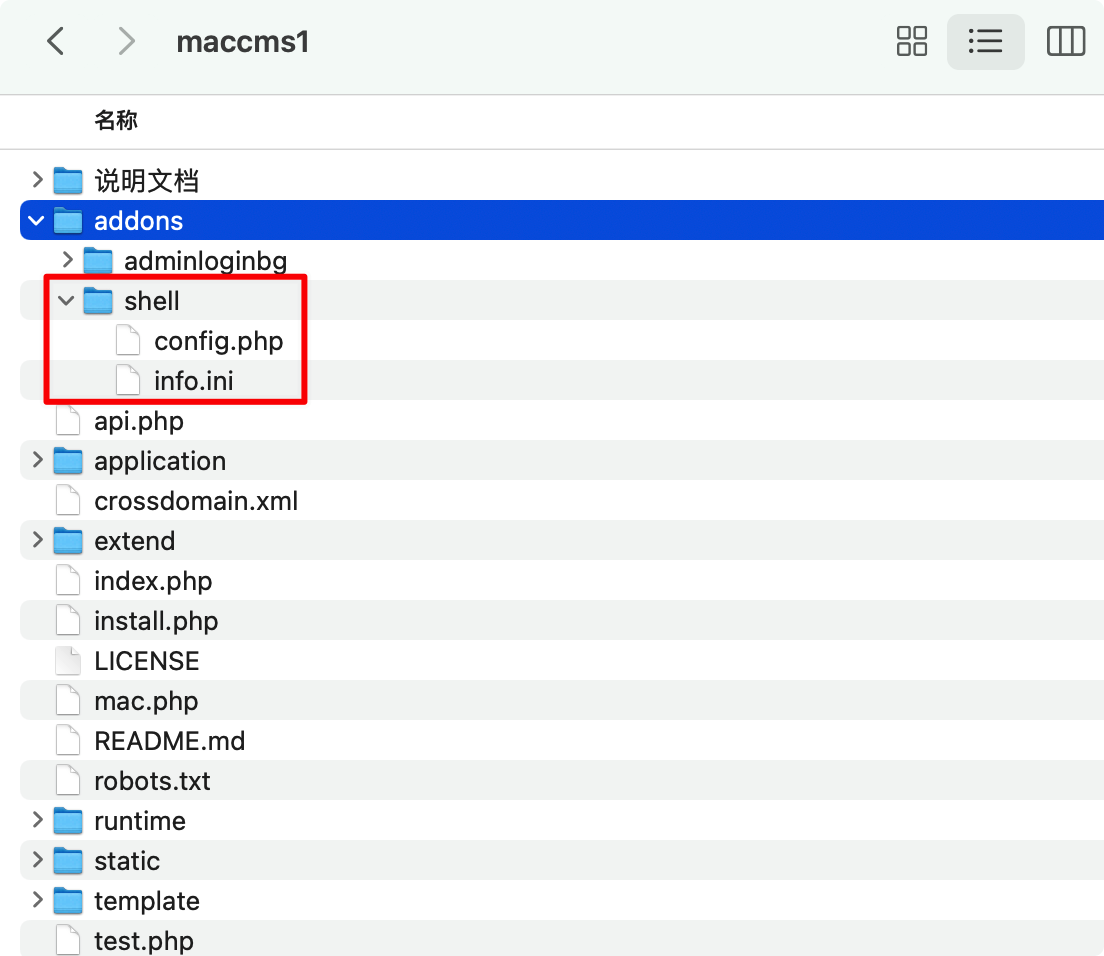 maccms1
名称
说明文档
addons
adminloginbg
shell
config.php
info.ini
api.php
application
crossdomain.xml
extend
index.php
install.php
LICENSE
mac.php
README.md
robots.txt
runtime
static
template
test.php